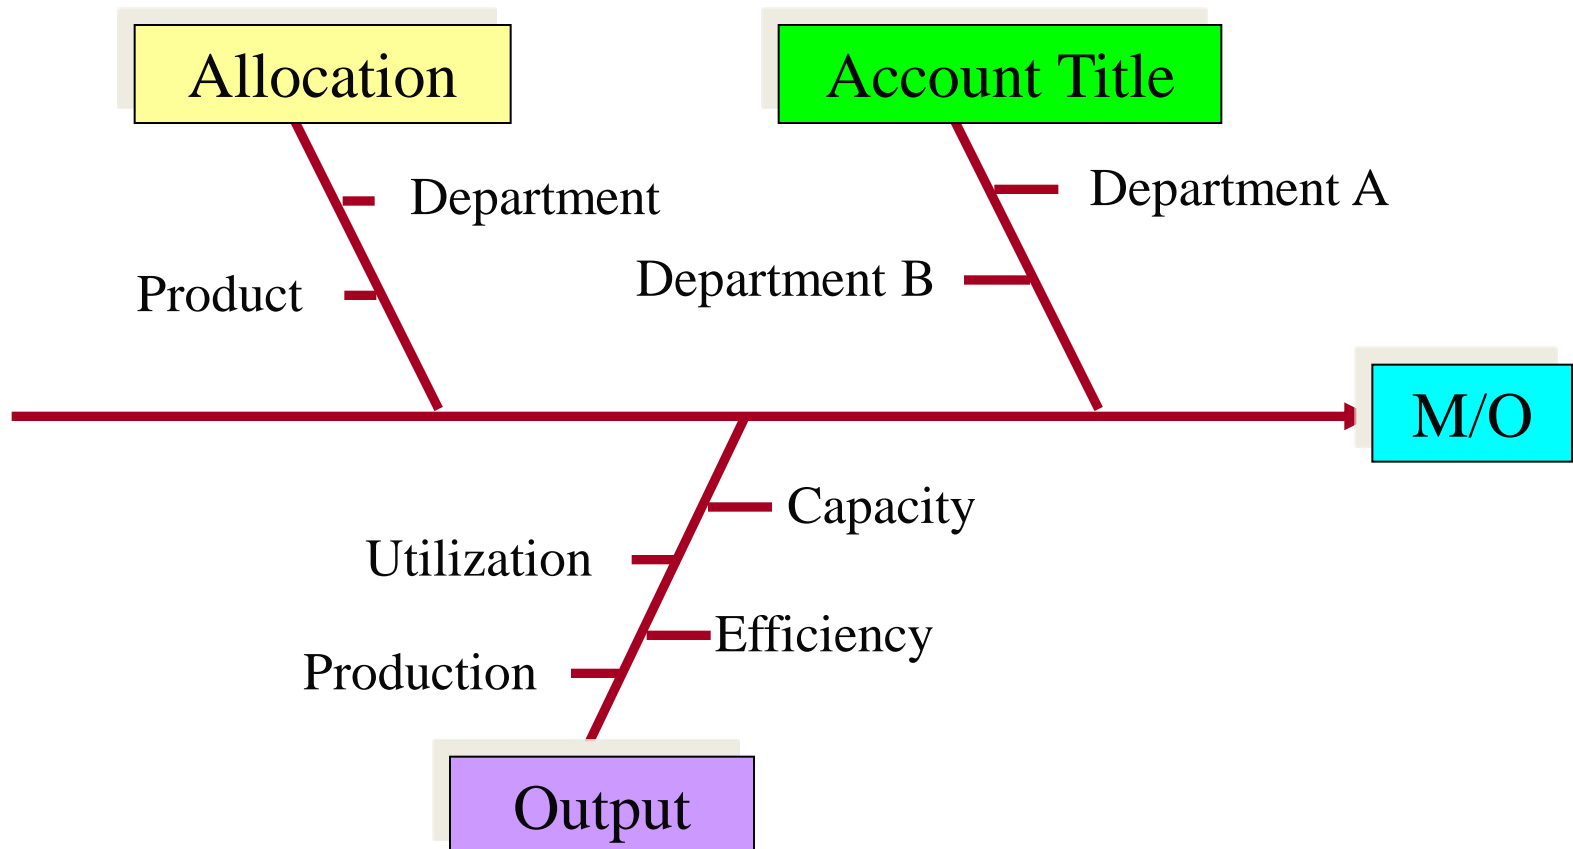 Allocation
Account Title
Department
Department A
Product
Department B
M/O
Capacity
Utilization
Efficiency
Production
Output